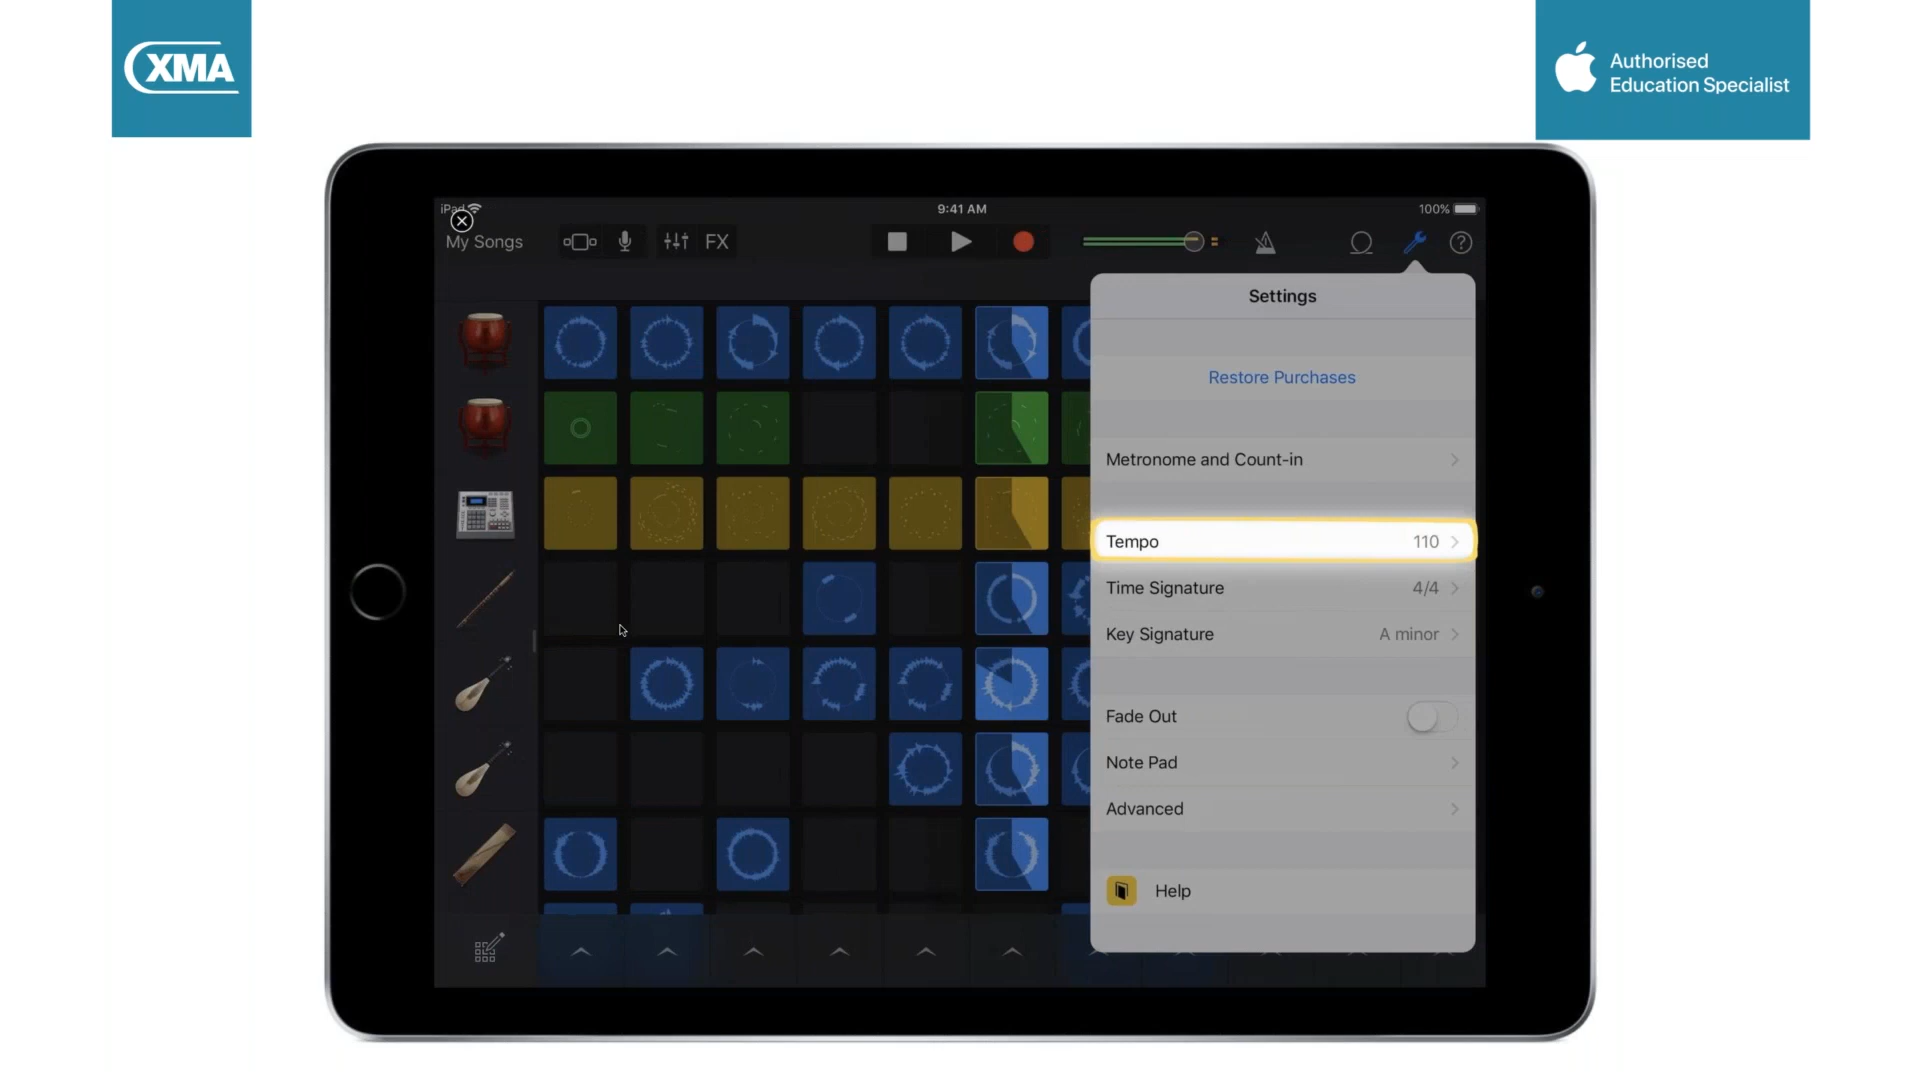 XMA
Authorised
Education Specialist
iPad
9:41 AM
100%
My Songs
FX
Settings
Restore Purchases
Metronome and Count-in
Tempo 110
Time Signature 4/4
Key Signature A minor
Fade Out
Note Pad
Advanced
Help